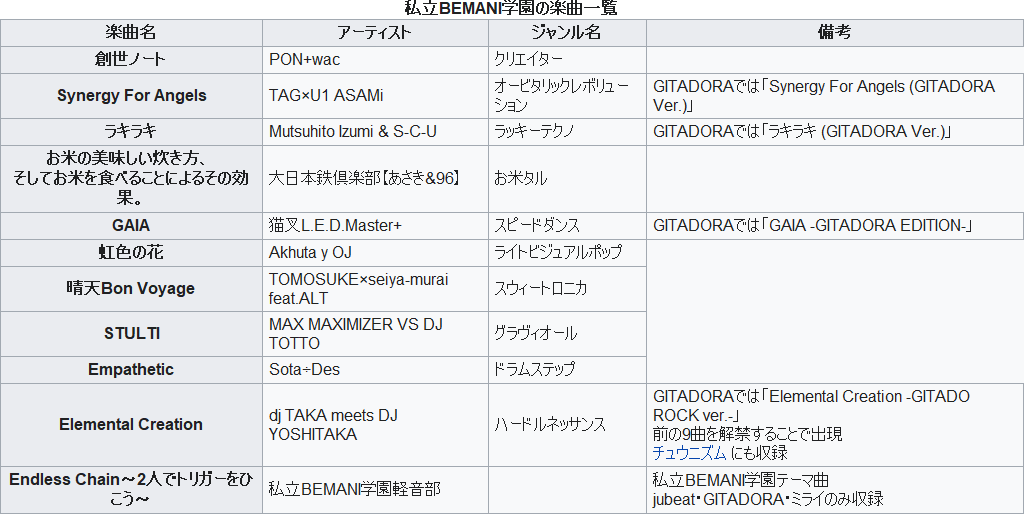 私立BEMANI学園の楽曲一覧
楽曲名 アーティスト ジャンル名 備考
創世ノート PON+wac クリエイター
Synergy For Angels TAG×U1 ASAMi オービタリックレボリュー
ション GITADORAでは「Synergy For Angels (GITADORA
Ver.)」
ラキラキ Mutsuhito Izumi & S-C-U ラッキーテクノ GITADORAでは「ラキラキ (GITADORA Ver.)」
お米の美味しい炊き方、
そしてお米を食べることによるその効
果。 大日本鉄倶楽部【あさき&96】 お米タル
GAIA 猫叉L.E.D.Master+ スピードダンス GITADORAでは「GAIA -GITADORA EDITION-」
虹色の花 Akhuta y OJ ライトビジュアルポップ
晴天Bon Voyage TOMOSUKE×seiya-murai
feat.ALT スウィートロニカ
STULTI MAX MAXIMIZER VS DJ
TOTTO グラヴィオール
Empathetic Sota÷Des ドラムステップ
Elemental Creation dj TAKA meets DJ
YOSHITAKA ハードルネッサンス GITADORAでは「Elemental Creation -GITADO
ROCK ver.-」
前の9曲を解禁することで出現
チュウニズム にも収録
Endless Chain～2人でトリガーをひ
こう～ 私立BEMANI学園軽音部 私立BEMANI学園テーマ曲
jubeat・GITADORA・ミライのみ収録